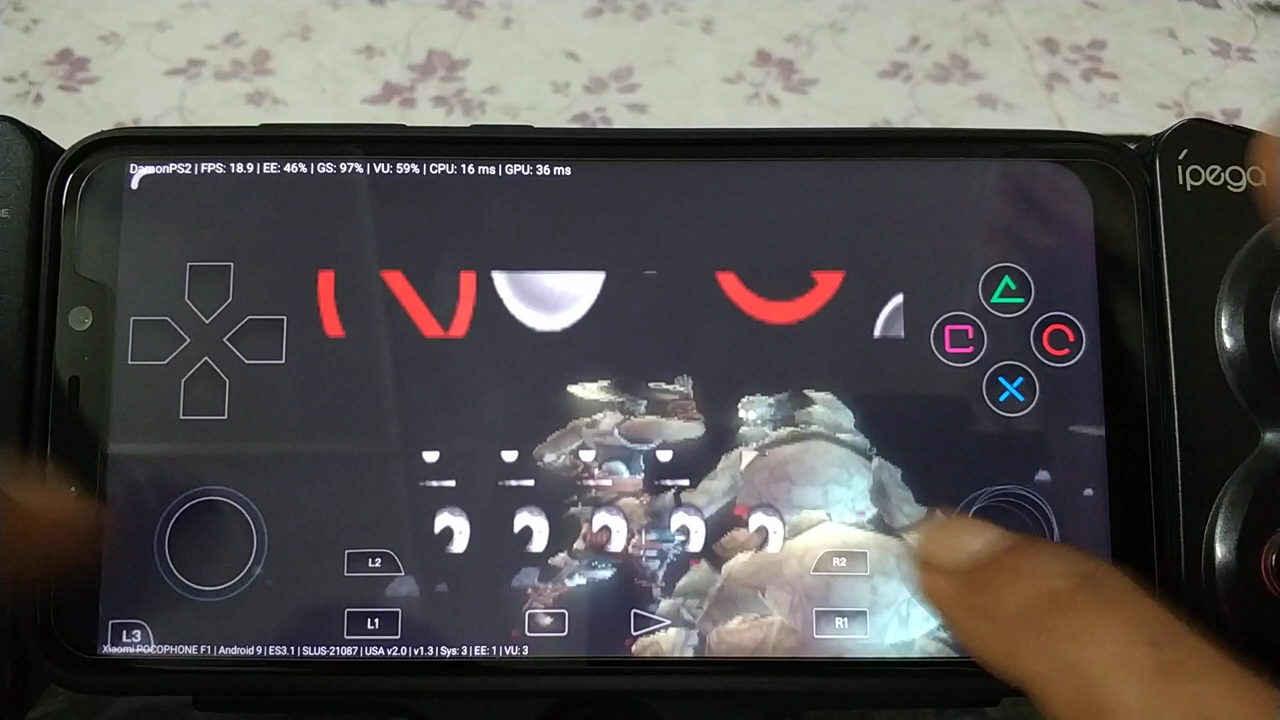 DamonPS2 | FPS: 18.9 | EE: 46% | GS: 97% | VU: 59% | CPU: 16 ms | GPU: 36 ms
ípega
L2
R2
L1
R1
L3
Xiaomi POCOPHONE F1 | Android 9 | ES3.1 | SLUS-21087 | USA v2.0 | v1.3 | Sys: 3 | EE: 1 | VU: 3